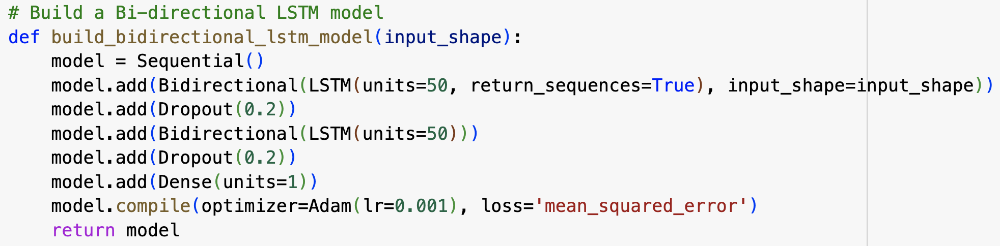 # Build a Bi-directional LSTM model
def build_bidirectional_lstm_model(input_shape):
    model = Sequential()
    model.add(Bidirectional(LSTM(units=50, return_sequences=True), input_shape=input_shape))
    model.add(Dropout(0.2))
    model.add(Bidirectional(LSTM(units=50)))
    model.add(Dropout(0.2))
    model.add(Dense(units=1))
    model.compile(optimizer=Adam(lr=0.001), loss='mean_squared_error')
    return model